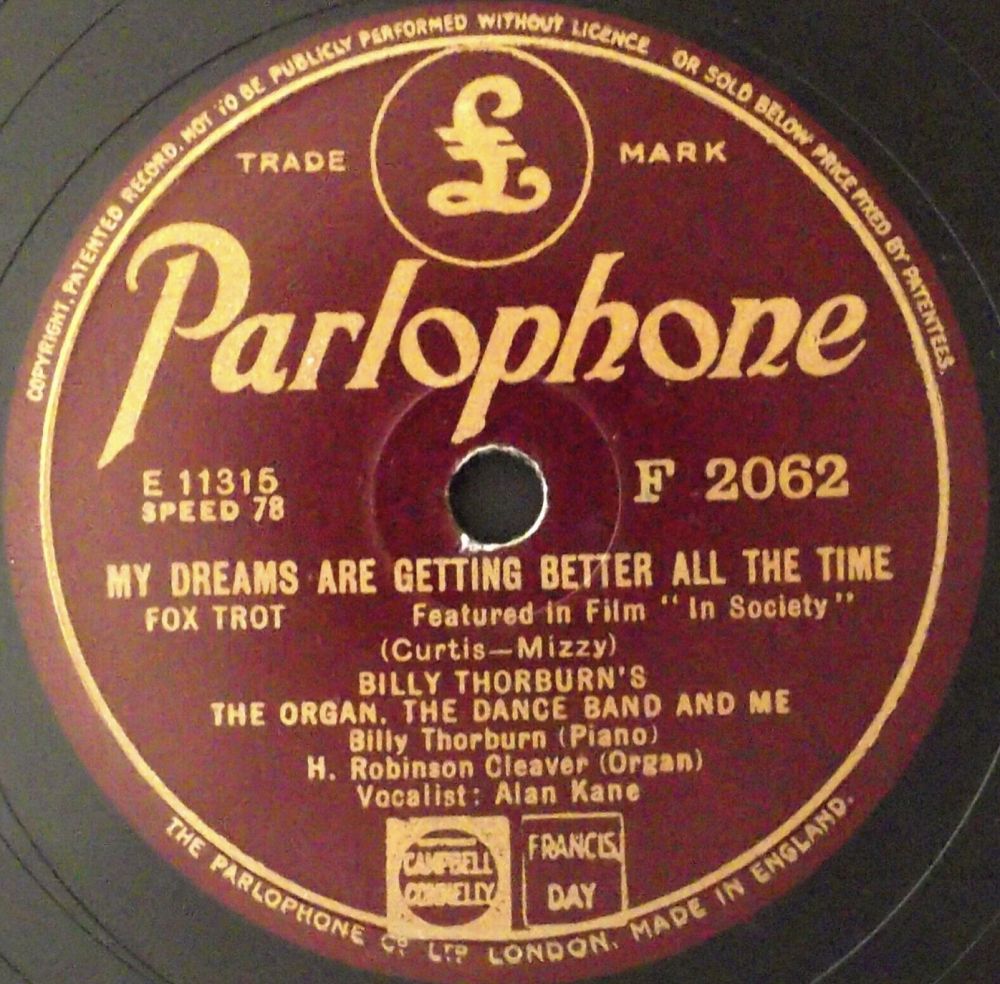 COPYRIGHT. PATENTED RECORD. NOT TO BE PUBLICLY PERFORMED WITHOUT LICENCE OR SOLD BELOW PRICE FIXED BY PATENTEES.
TRADE £ MARK
Parlophone
E 11315
SPEED 78
F 2062
MY DREAMS ARE GETTING BETTER ALL THE TIME
FOX TROT Featured in Film "In Society"
(Curtis—Mizzy)
BILLY THORBURN'S
THE ORGAN. THE DANCE BAND AND ME
Billy Thorburn (Piano)
H. Robinson Cleaver (Organ)
Vocalist: Alan Kane
CAMPBELL
CONNELLY
FRANCIS
DAY
THE PARLOPHONE CO LTD LONDON. MADE IN ENGLAND.